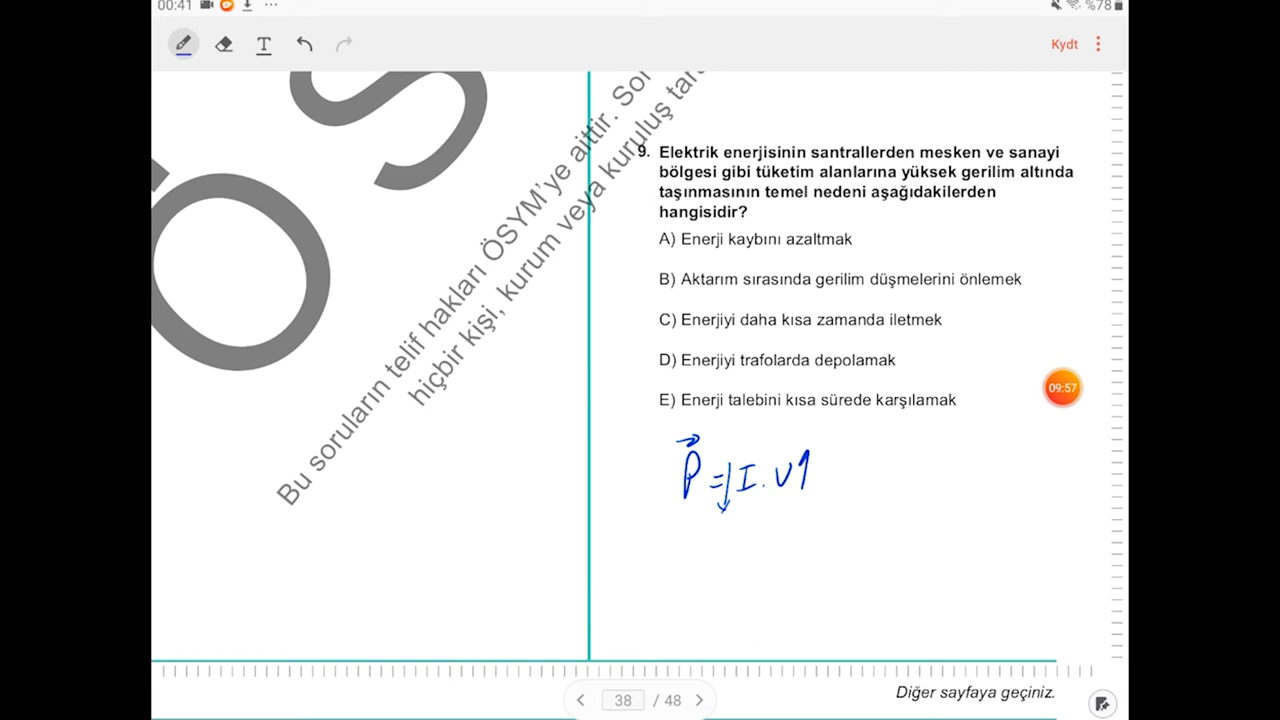 00:41
%78
Kydt
ÖS
Bu soruların telif hakları ÖSYM'ye aittir. Sor
hiçbir kişi, kurum veya kuruluş tar
9. Elektrik enerjisinin santrallerden mesken ve sanayi
bölgesi gibi tüketim alanlarına yüksek gerilim altında
taşınmasının temel nedeni aşağıdakilerden
hangisidir?
A) Enerji kaybını azaltmak
B) Aktarım sırasında gerilim düşmelerini önlemek
C) Enerjiyi daha kısa zamanda iletmek
D) Enerjiyi trafolarda depolamak
E) Enerji talebini kısa sürede karşılamak
09:57
P = ↓I.V↑
Diğer sayfaya geçiniz.
38 / 48